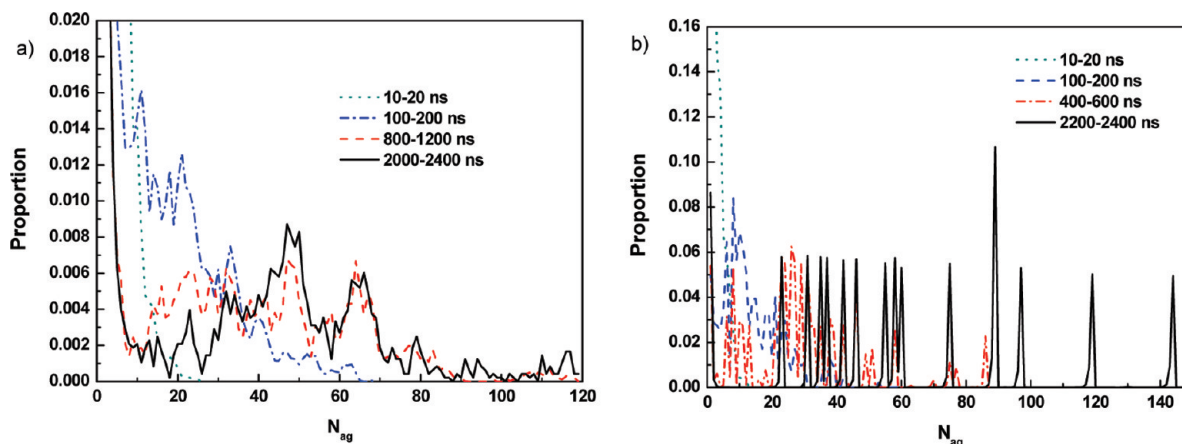 a)
0.020
0.018
0.016
0.014
0.012
0.010
0.008
0.006
0.004
0.002
0.000
Proportion
10-20 ns
100-200 ns
800-1200 ns
2000-2400 ns
0 20 40 60 80 100 120
N_ag
b)
0.16
0.14
0.12
0.10
0.08
0.06
0.04
0.02
0.00
Proportion
10-20 ns
100-200 ns
400-600 ns
2200-2400 ns
0 20 40 60 80 100 120 140
N_ag